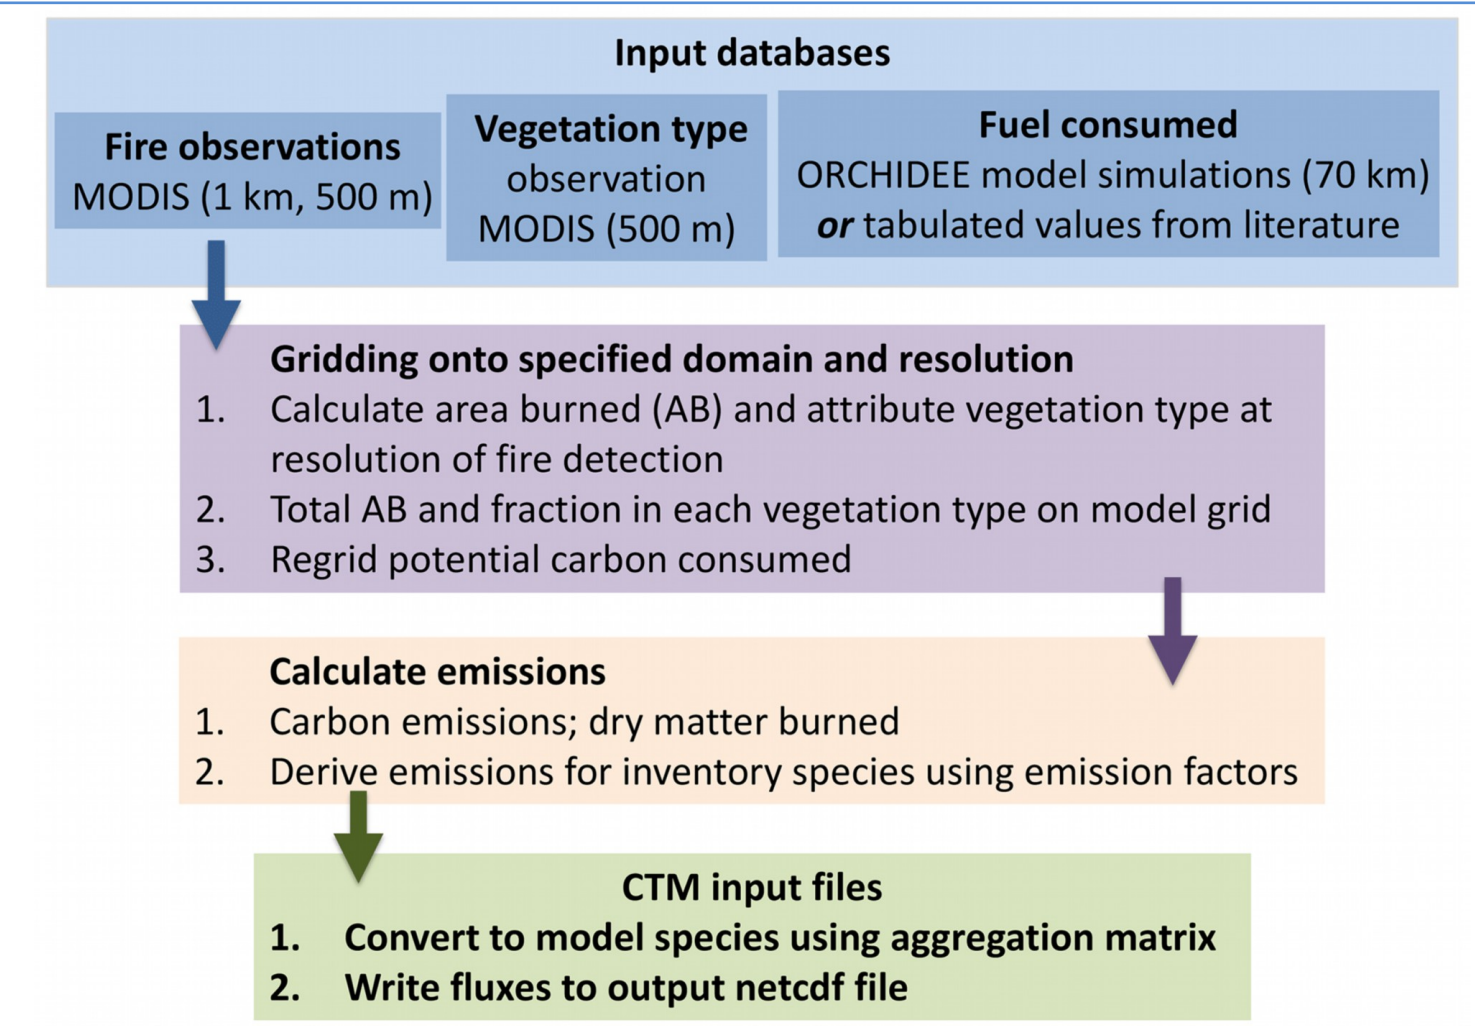 Input databases
Fire observations
MODIS (1 km, 500 m)
Vegetation type
observation
MODIS (500 m)
Fuel consumed
ORCHIDEE model simulations (70 km)
or tabulated values from literature
Gridding onto specified domain and resolution
1. Calculate area burned (AB) and attribute vegetation type at
resolution of fire detection
2. Total AB and fraction in each vegetation type on model grid
3. Regrid potential carbon consumed
Calculate emissions
1. Carbon emissions; dry matter burned
2. Derive emissions for inventory species using emission factors
CTM input files
1. Convert to model species using aggregation matrix
2. Write fluxes to output netcdf file